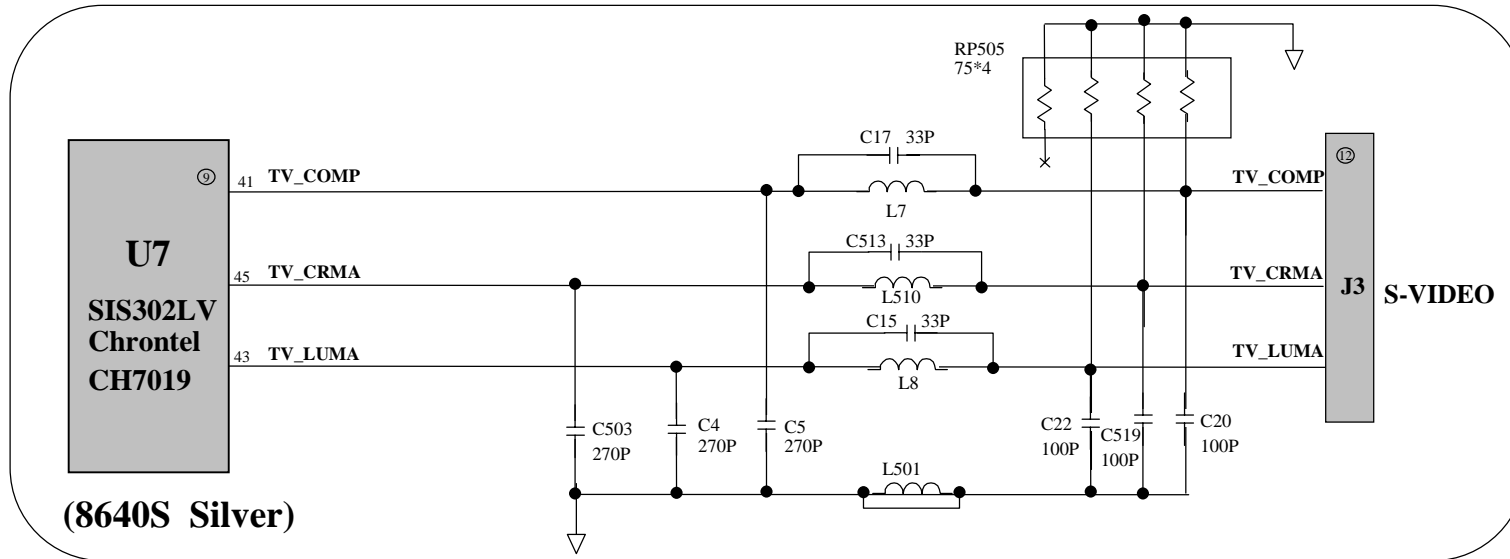 RP505
75*4
C17 33P
⑨
⑫
41 TV_COMP
TV_COMP
L7
U7
C513 33P
45 TV_CRMA
TV_CRMA
L510
J3 S-VIDEO
SIS302LV
Chrontel
CH7019
C15 33P
43 TV_LUMA
TV_LUMA
L8
C503
270P
C4
270P
C5
270P
C22
100P
C519
100P
C20
100P
L501
(8640S Silver)